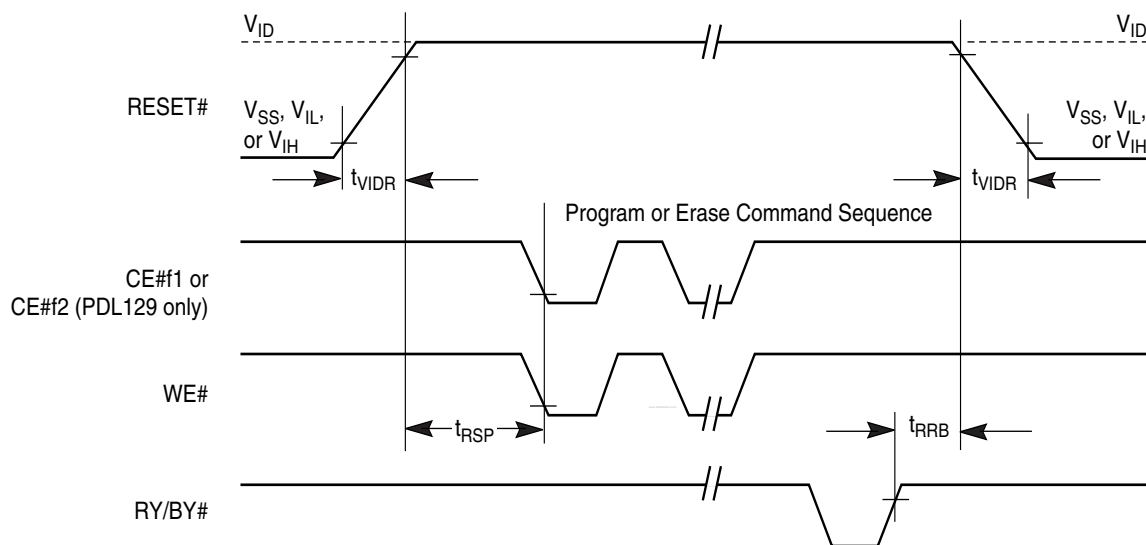 VID
VID
RESET#
VSS, VIL,
or VIH
VSS, VIL,
or VIH
tVIDR
tVIDR
Program or Erase Command Sequence
CE#f1 or
CE#f2 (PDL129 only)
WE#
tRSP
tRRB
RY/BY#